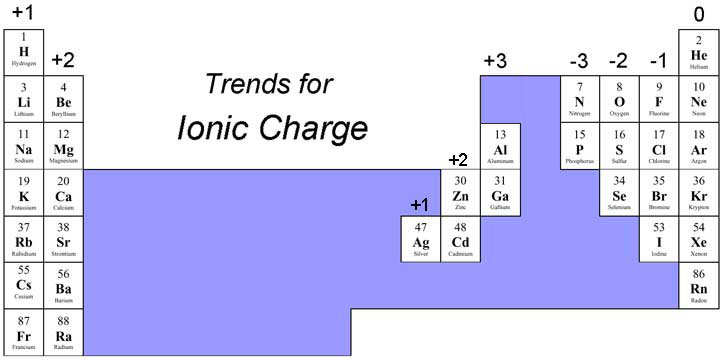 +1
0
1
H
Hydrogen
2
He
Helium
+2
+3
-3
-2
-1
Trends for
Ionic Charge
3
Li
Lithium
4
Be
Beryllium
7
N
Nitrogen
8
O
Oxygen
9
F
Fluorine
10
Ne
Neon
11
Na
Sodium
12
Mg
Magnesium
13
Al
Aluminum
15
P
Phosphorus
16
S
Sulfur
17
Cl
Chlorine
18
Ar
Argon
+2
19
K
Potassium
20
Ca
Calcium
30
Zn
Zinc
31
Ga
Gallium
34
Se
Selenium
35
Br
Bromine
36
Kr
Krypton
+1
37
Rb
Rubidium
38
Sr
Strontium
47
Ag
Silver
48
Cd
Cadmium
53
I
Iodine
54
Xe
Xenon
55
Cs
Cesium
56
Ba
Barium
86
Rn
Radon
87
Fr
Francium
88
Ra
Radium